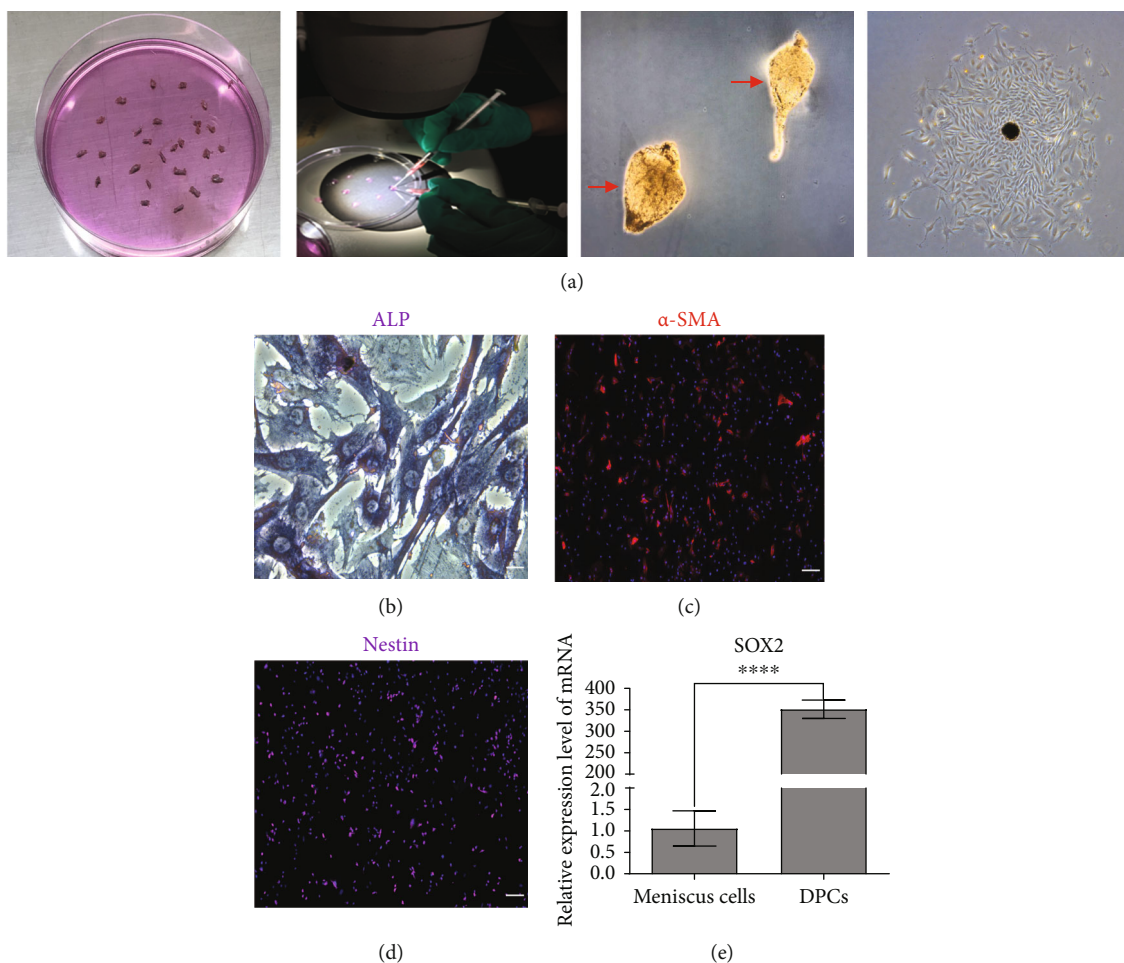 (a)
ALP
α-SMA
(b)
(c)
Nestin
(d)
SOX2
****
Relative expression level of mRNA
400
350
300
250
200
2.0
1.5
1.0
0.5
0.0
Meniscus cells
DPCs
(e)